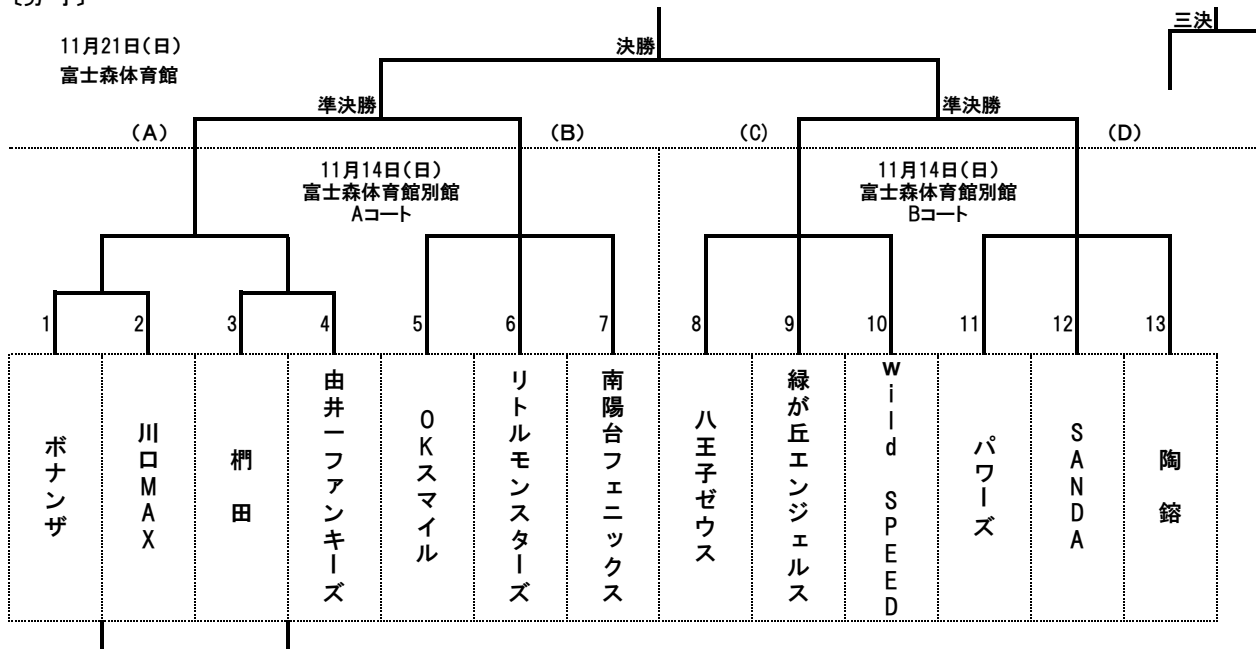 三決
11月21日(日)
決勝
富士森体育館
準決勝
準決勝
(A)
(B)
(C)
(D)
11月14日(日)
富士森体育館別館
Aコート
11月14日(日)
富士森体育館別館
Bコート
1
2
3
4
5
6
7
8
9
10
11
12
13
ボナンザ
川口MAX
椚田
由井一ファンキーズ
OKスマイル
リトルモンスターズ
南陽台フェニックス
八王子ゼウス
緑が丘エンジェルス
wild SPEED
パワーズ
SANDA
陶鎔